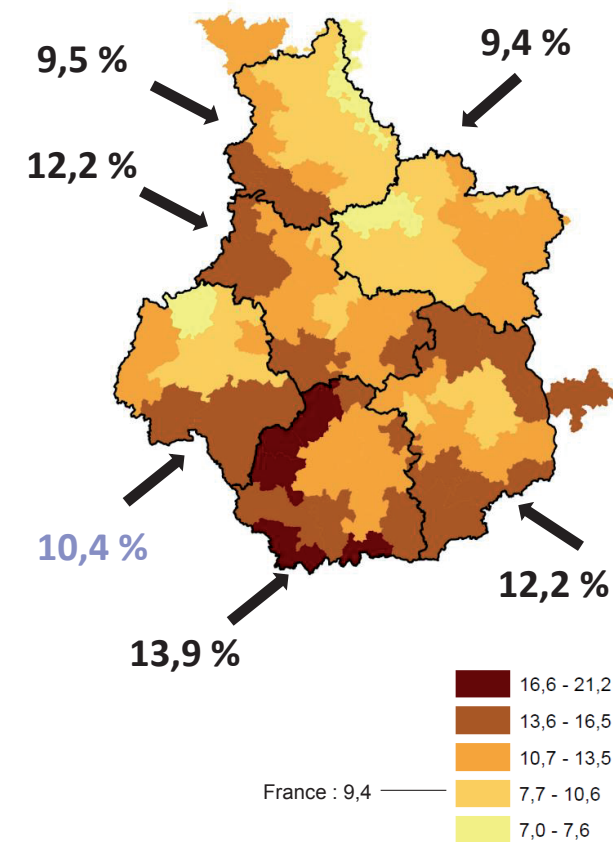 9,5 %
9,4 %
12,2 %
10,4 %
12,2 %
13,9 %
16,6 - 21,2
13,6 - 16,5
10,7 - 13,5
France : 9,4
7,7 - 10,6
7,0 - 7,6